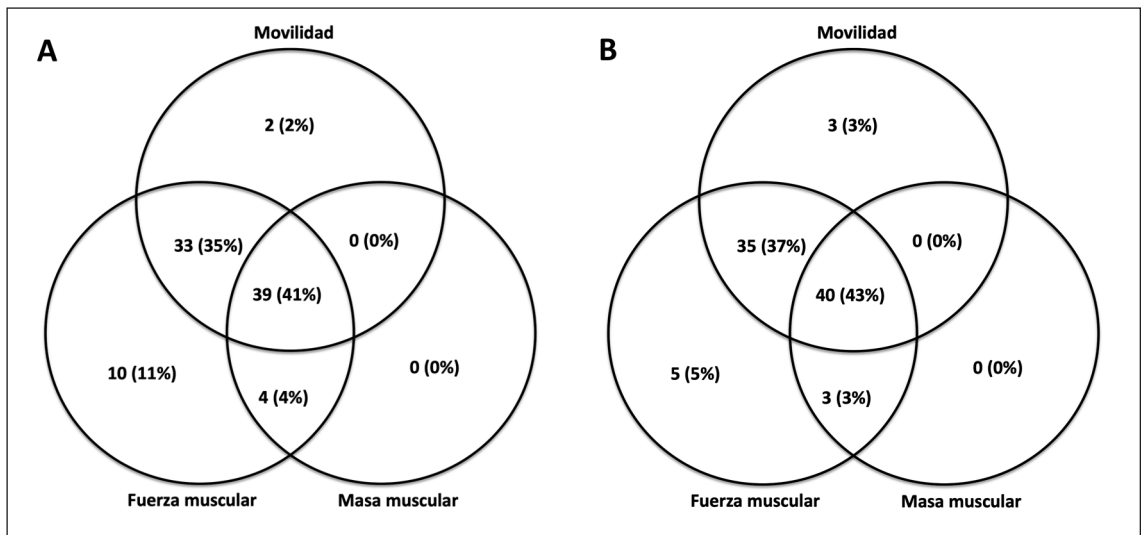 A
Movilidad
2 (2%)
33 (35%)
0 (0%)
39 (41%)
10 (11%)
0 (0%)
4 (4%)
Fuerza muscular
Masa muscular
B
Movilidad
3 (3%)
35 (37%)
0 (0%)
40 (43%)
5 (5%)
0 (0%)
3 (3%)
Fuerza muscular
Masa muscular